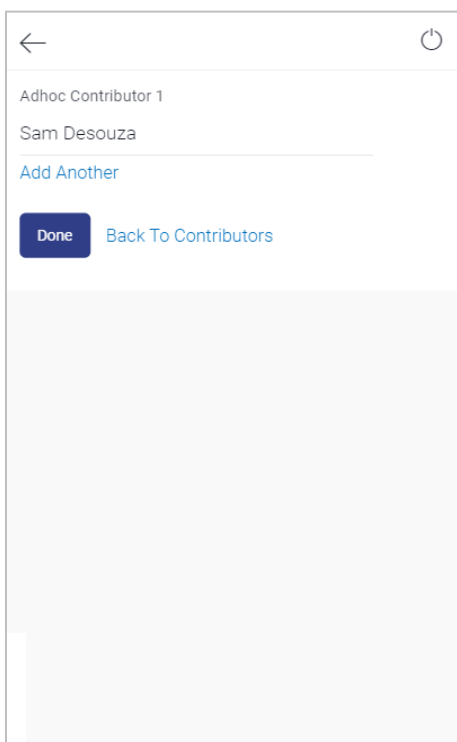 Adhoc Contributor 1
Sam Desouza
Add Another
Done Back To Contributors